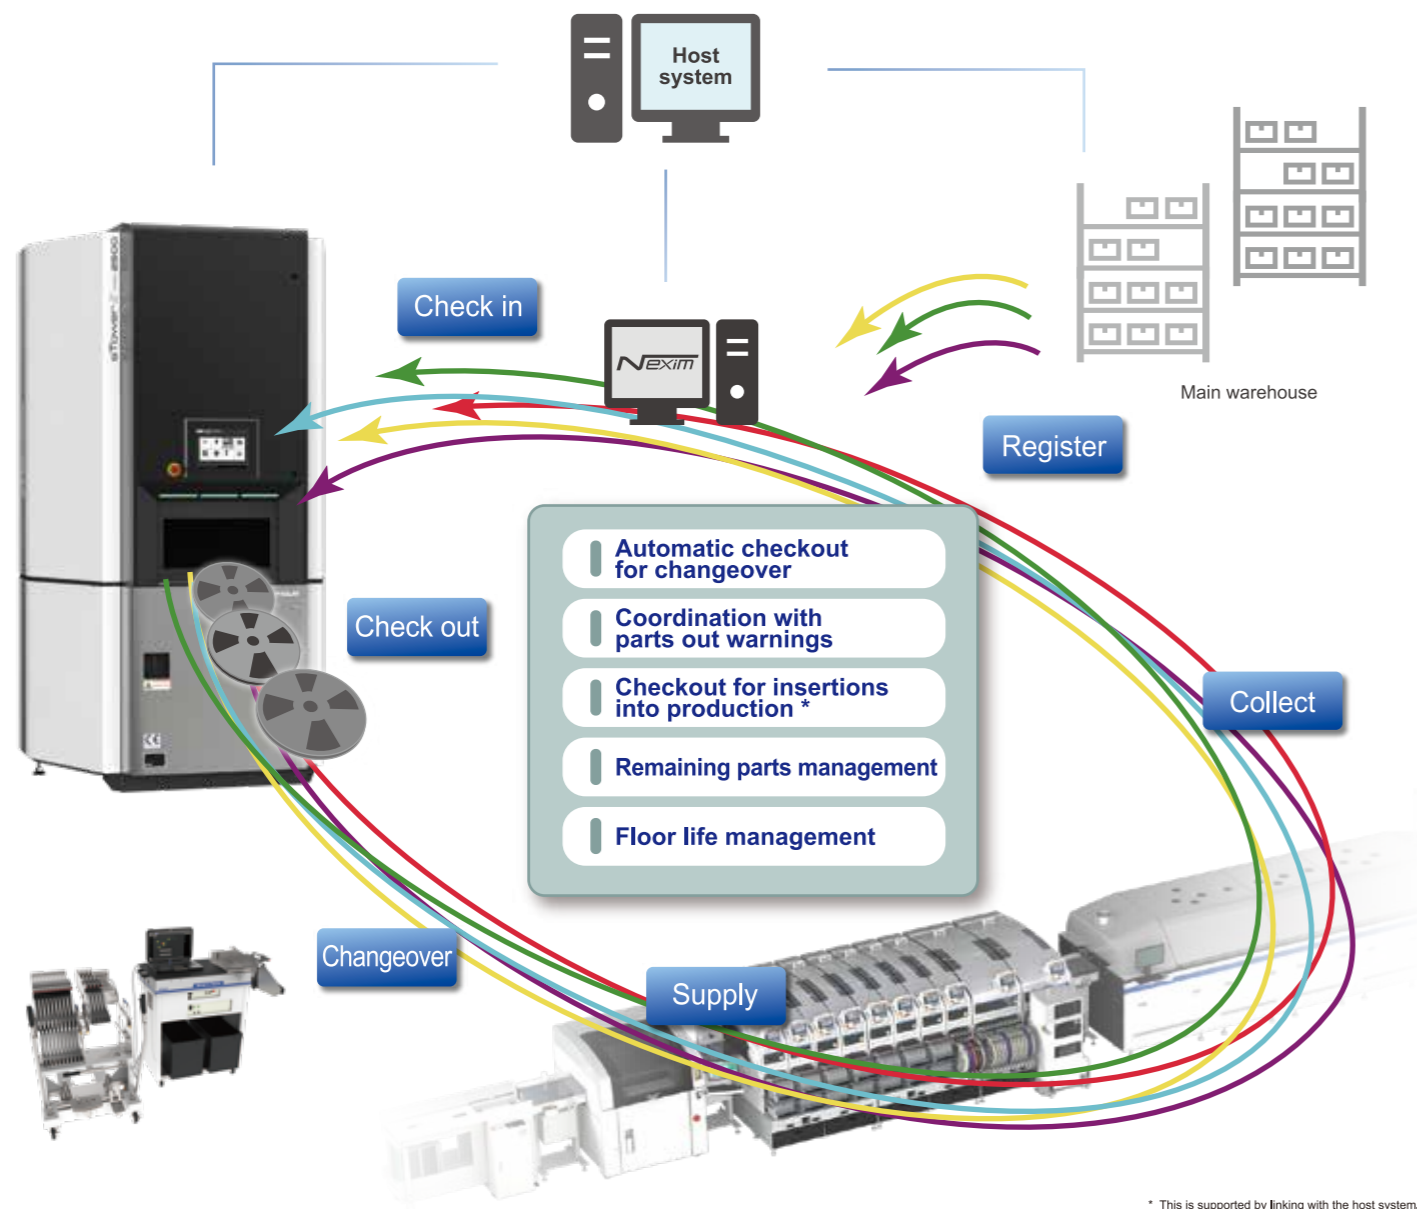 Host
system
Check in
Nexim
Main warehouse
Register
Automatic checkout
for changeover
Coordination with
parts out warnings
Check out
Checkout for insertions
into production *
Collect
Remaining parts management
Floor life management
Changeover
Supply
* This is supported by linking with the host system.